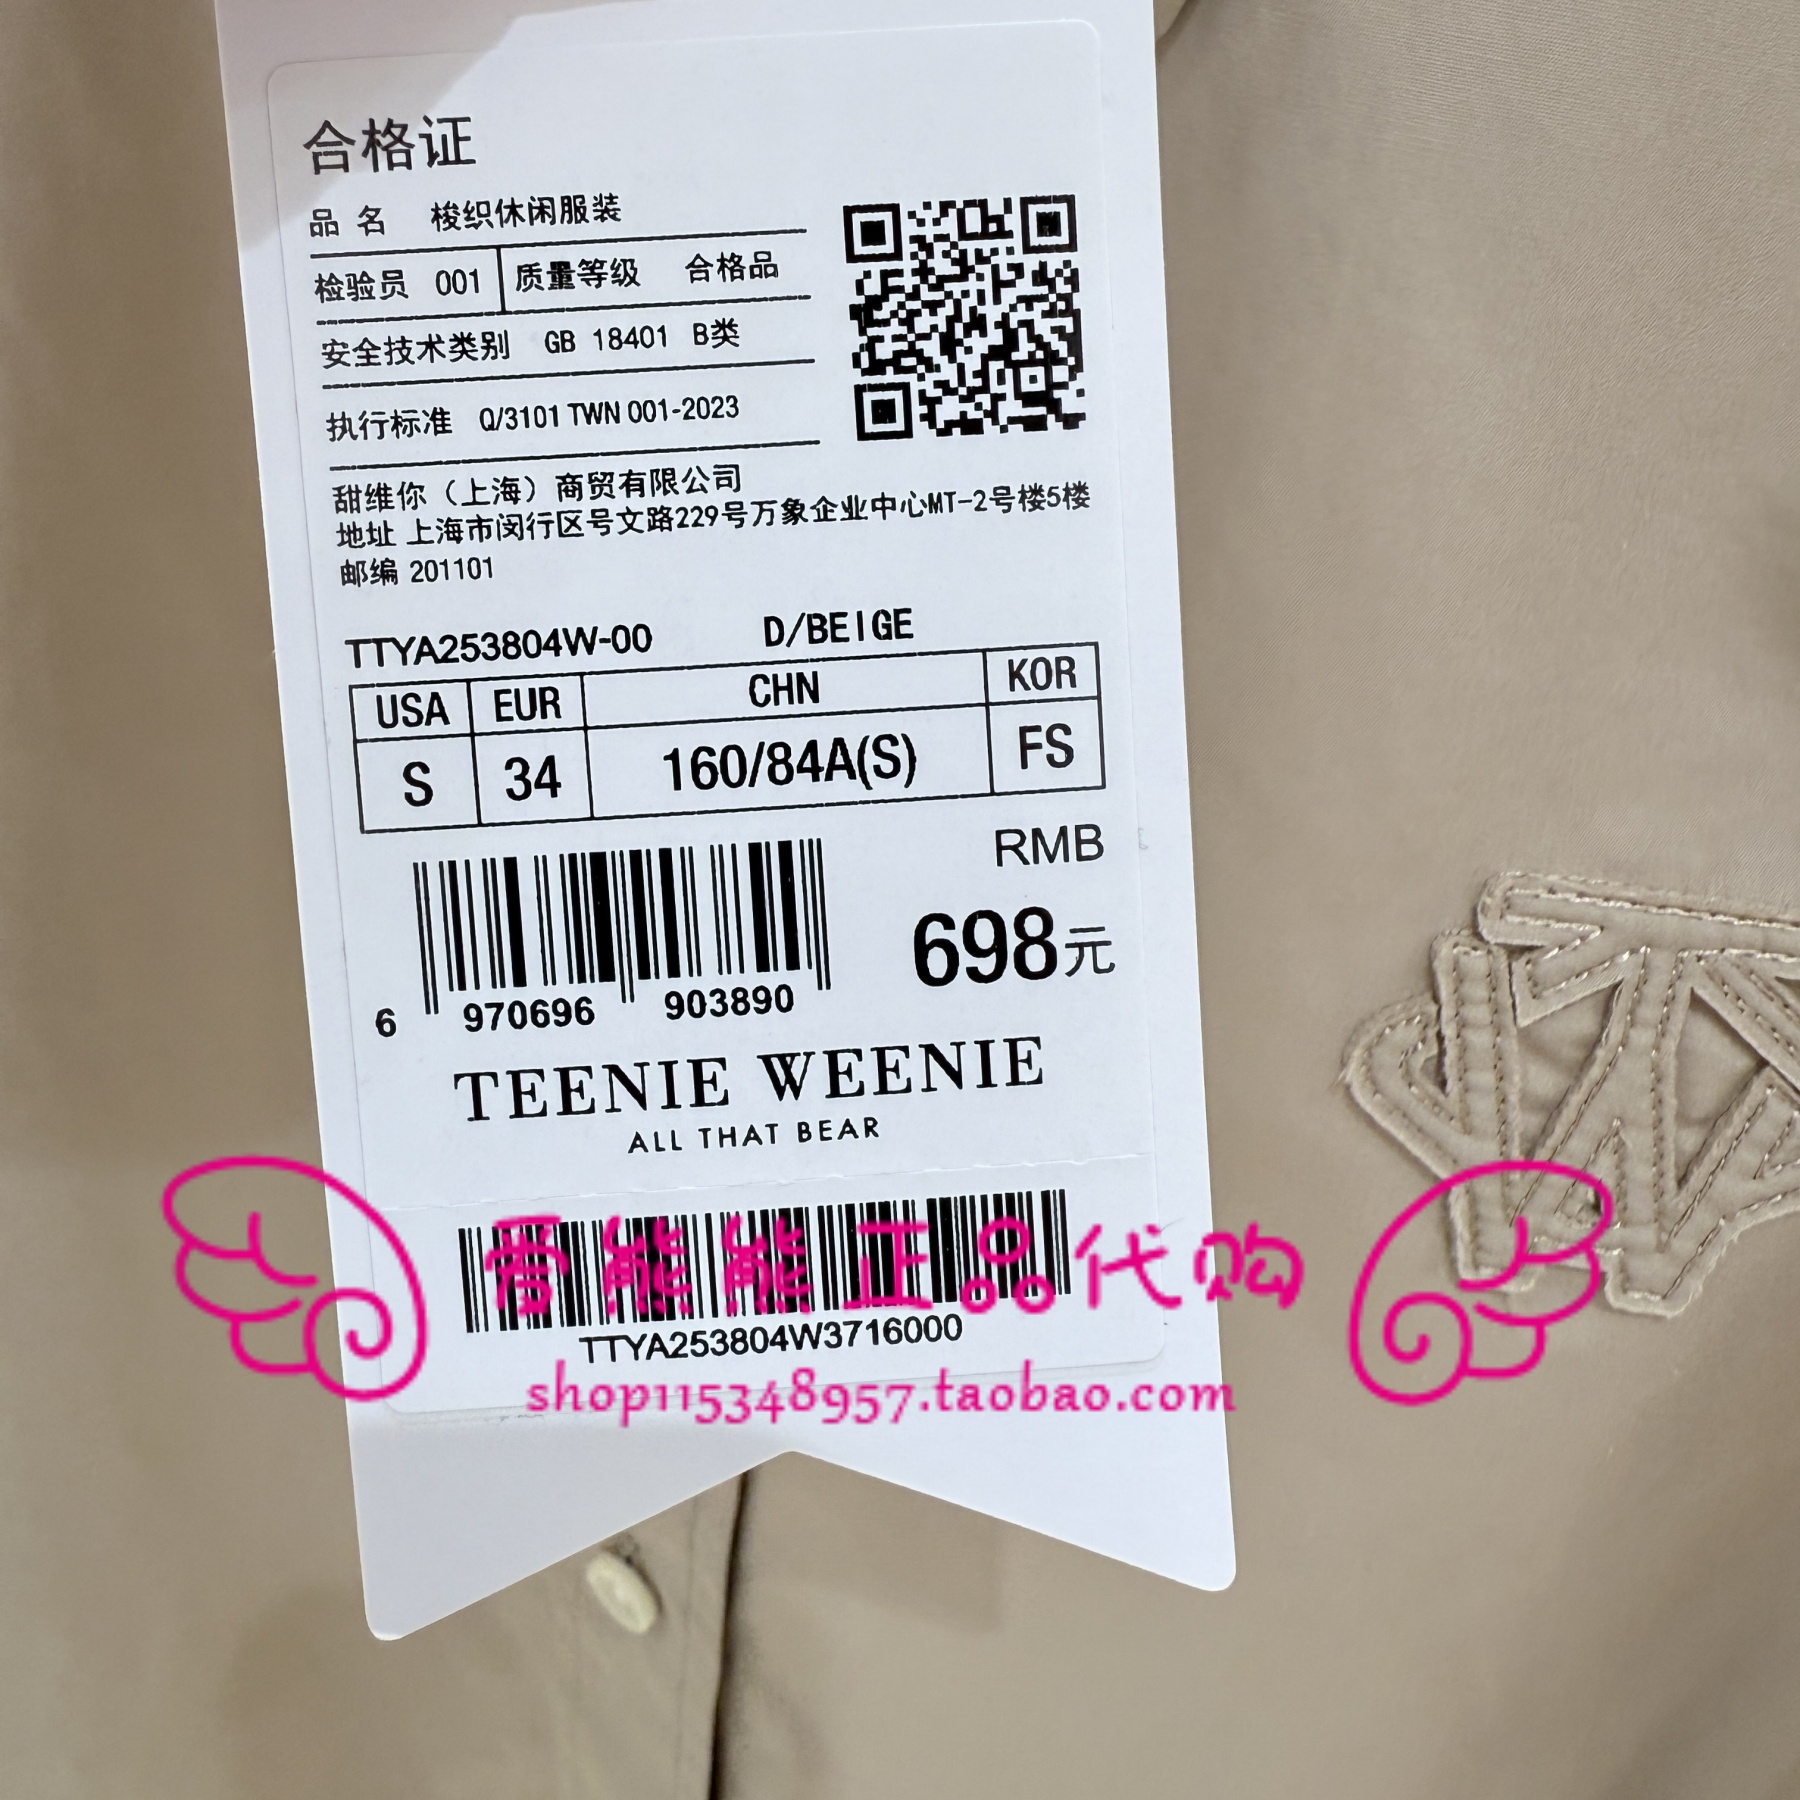 合格证
品 名 梭织休闲服装
检验员 001 质量等级 合格品
安全技术类别 GB 18401 B类
执行标准 Q/3101 TWN 001-2023
甜维你（上海）商贸有限公司
地址 上海市闵行区号文路229号万象企业中心MT-2号楼5楼
邮编 201101
TTYA253804W-00 D/BEIGE
USA EUR CHN KOR
S 34 160/84A(S) FS
RMB
698元
6 970696 903890
TEENIE WEENIE
ALL THAT BEAR
爱熊熊正品代购
TTYA253804W3716000
shop115348957.taobao.com